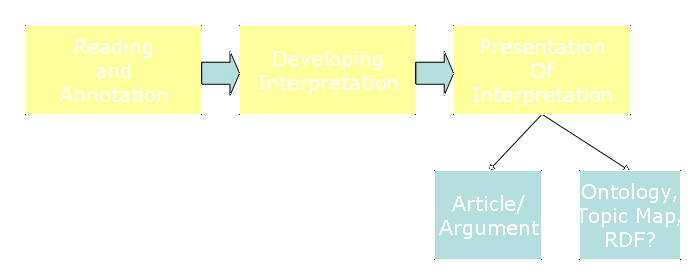 Reading
and
Annotation
Developing
Interpretation
Presentation
Of
Interpretation
Article/
Argument
Ontology,
Topic Map,
RDF?